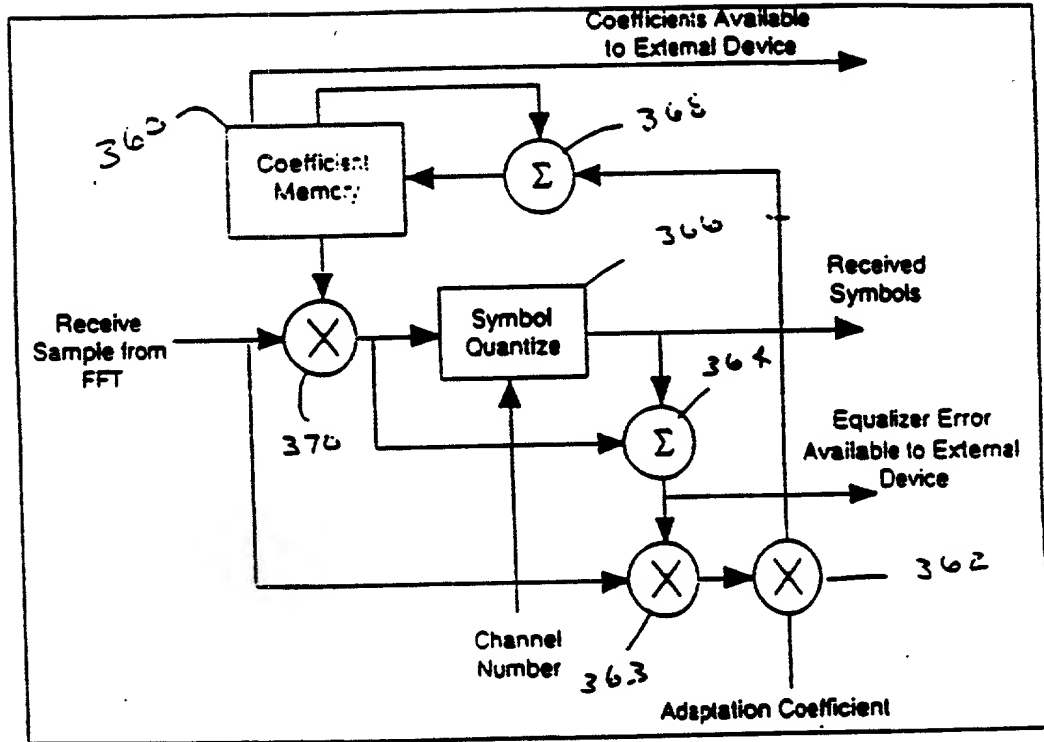 Coefficients Available
to External Device
360
368
Coefficient
Memory
Σ
366
Received
Symbols
Receive
Sample from
FFT
X
Symbol
Quantize
364
370
Σ
Equalizer Error
Available to External
Device
X
X
362
Channel
Number
363
Adaptation Coefficient